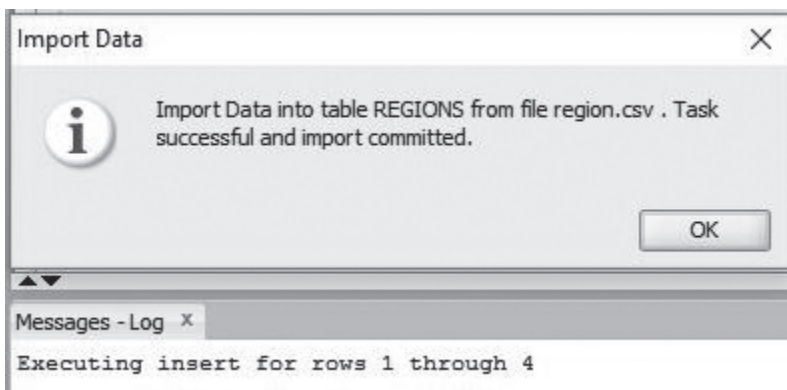 Import Data
Import Data into table REGIONS from file region.csv . Task
successful and import committed.
OK
Messages - Log x
Executing insert for rows 1 through 4